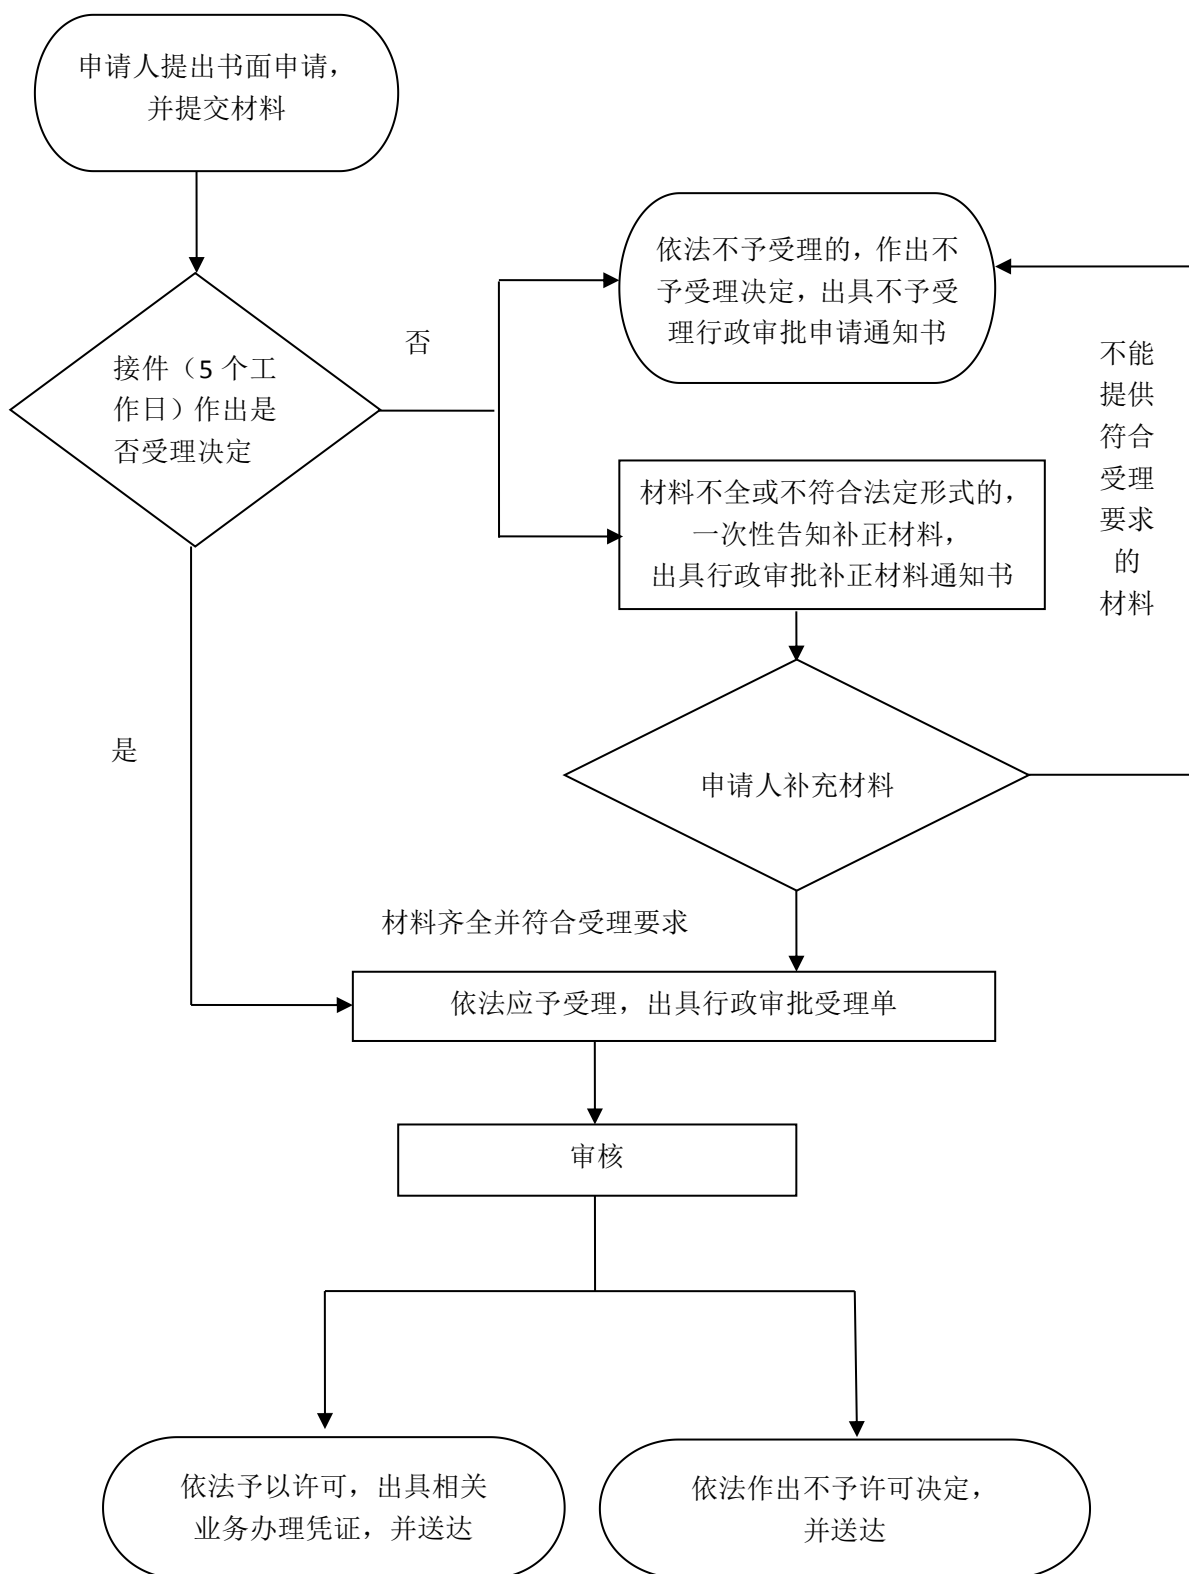 申请人提出书面申请，
并提交材料
依法不予受理的，作出不
予受理决定，出具不予受
理行政审批申请通知书
否
接件（5 个工
作日）作出是
否受理决定
不能
提供
符合
受理
要求
的
材料
材料不全或不符合法定形式的，
一次性告知补正材料，
出具行政审批补正材料通知书
是
申请人补充材料
材料齐全并符合受理要求
依法应予受理，出具行政审批受理单
审核
依法予以许可，出具相关
业务办理凭证，并送达
依法作出不予许可决定，
并送达